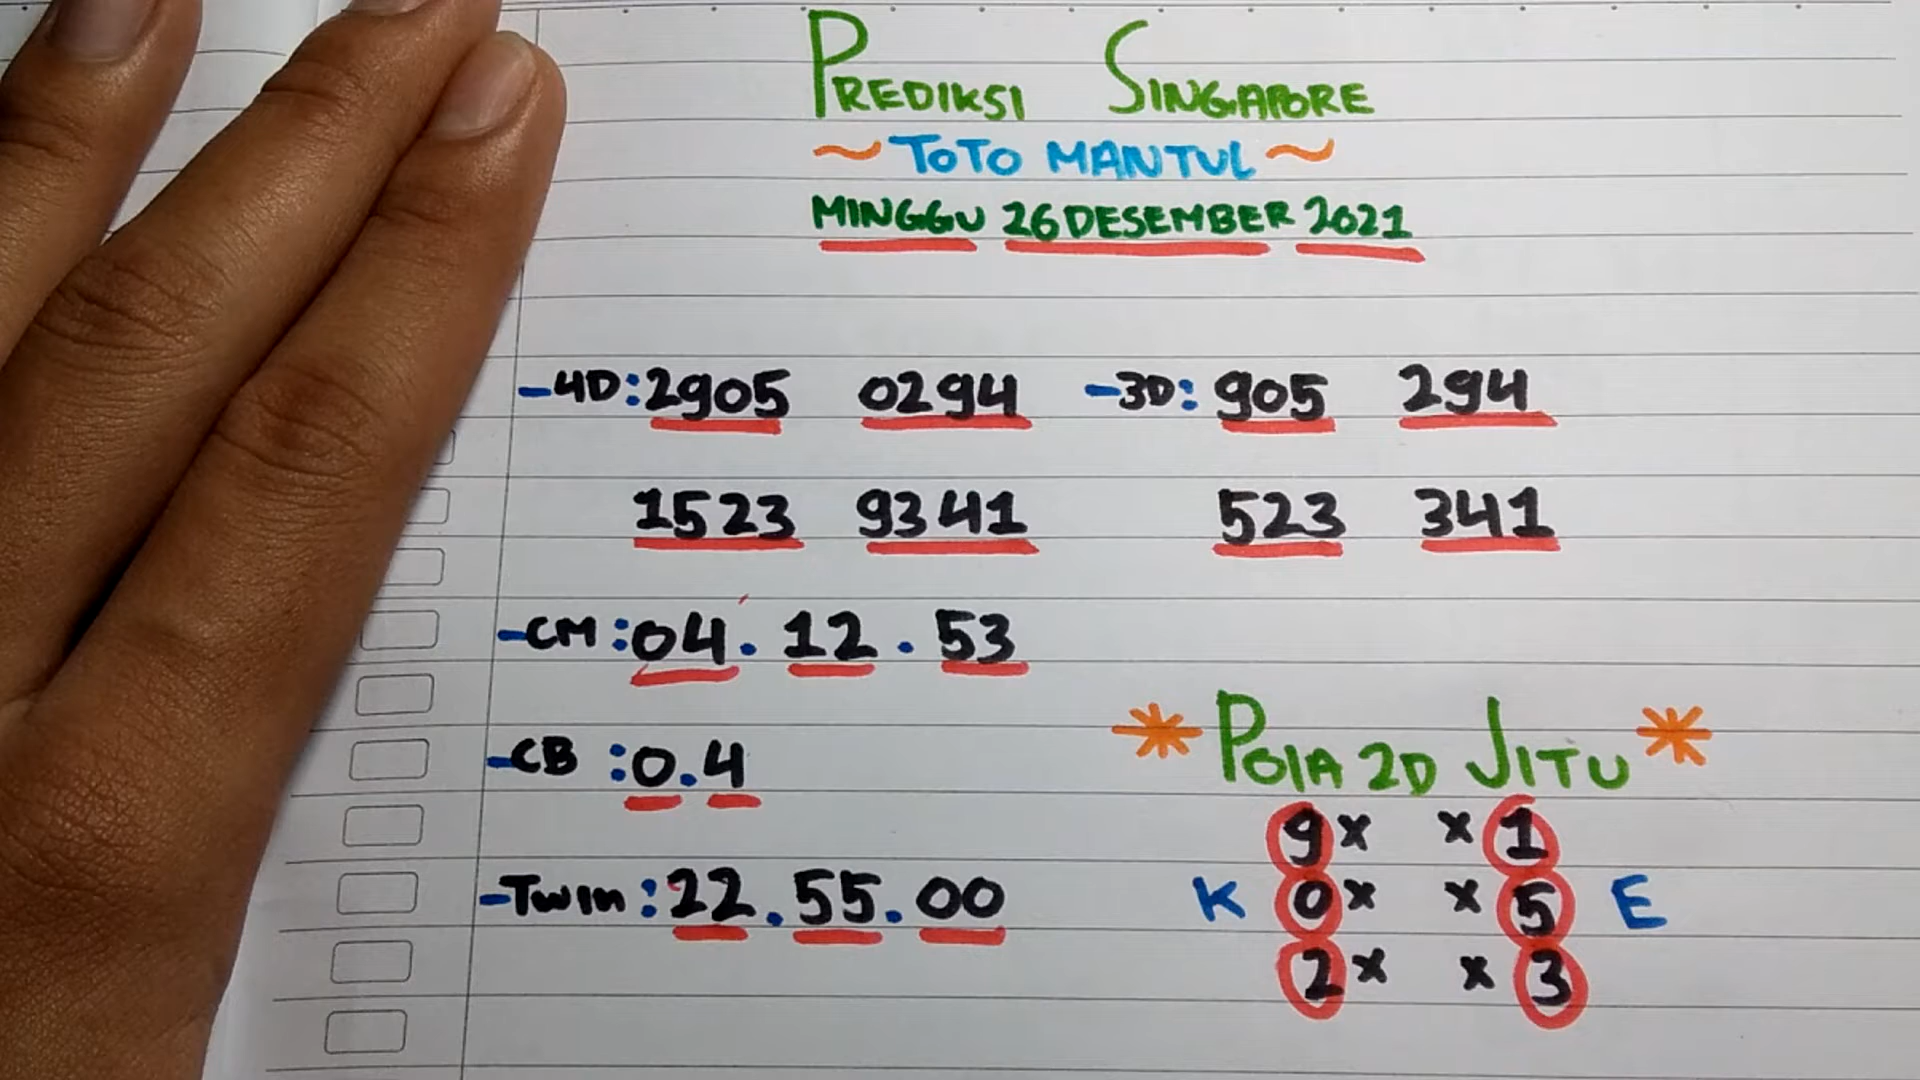 PREDIKSI SINGAPORE
~ TOTO MANTUL ~
MINGGU 26 DESEMBER 2021
-4D: 2905 0294 -3D: 905 294
1523 9341 523 341
-CM: 04. 12. 53
-CB: 0.4
-Twin: 22.55.00
* POlA 2D JITU *
9x x1
K 0x x5 E
2x x3